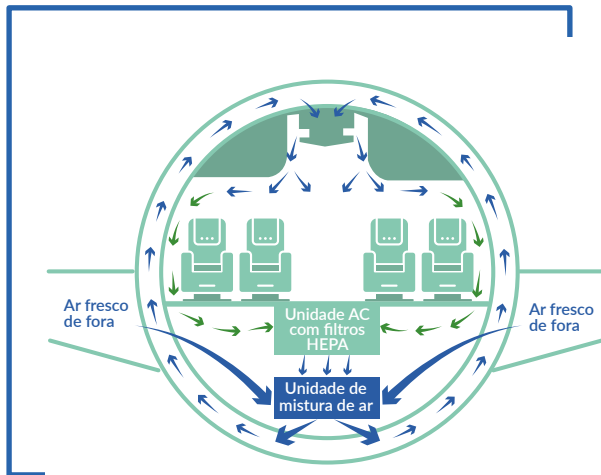 Ar fresco
de fora
Unidade AC
com filtros
HEPA
Ar fresco
de fora
Unidade de
mistura de ar